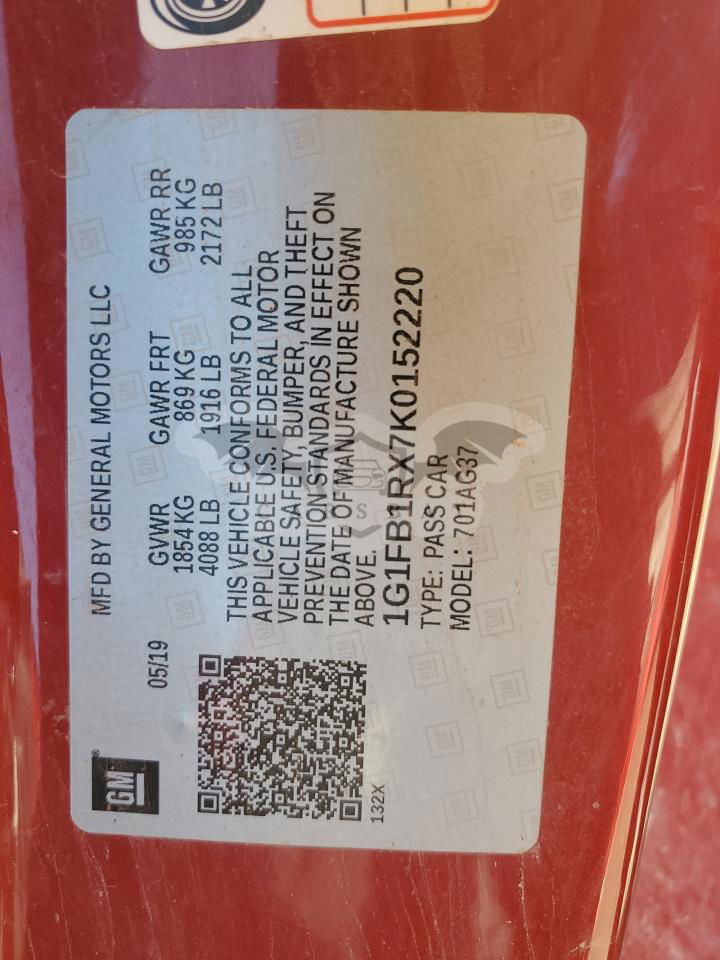 MFD BY GENERAL MOTORS LLC
GM
05/19
GVWR GAWR FRT GAWR RR
1854 KG 869 KG 985 KG
4088 LB 1916 LB 2172 LB
THIS VEHICLE CONFORMS TO ALL
APPLICABLE U.S. FEDERAL MOTOR
VEHICLE SAFETY, BUMPER, AND THEFT
PREVENTION STANDARDS IN EFFECT ON
THE DATE OF MANUFACTURE SHOWN
ABOVE.
1G1FB1RX7K0152220
TYPE: PASS CAR
MODEL: 701AG37
132X